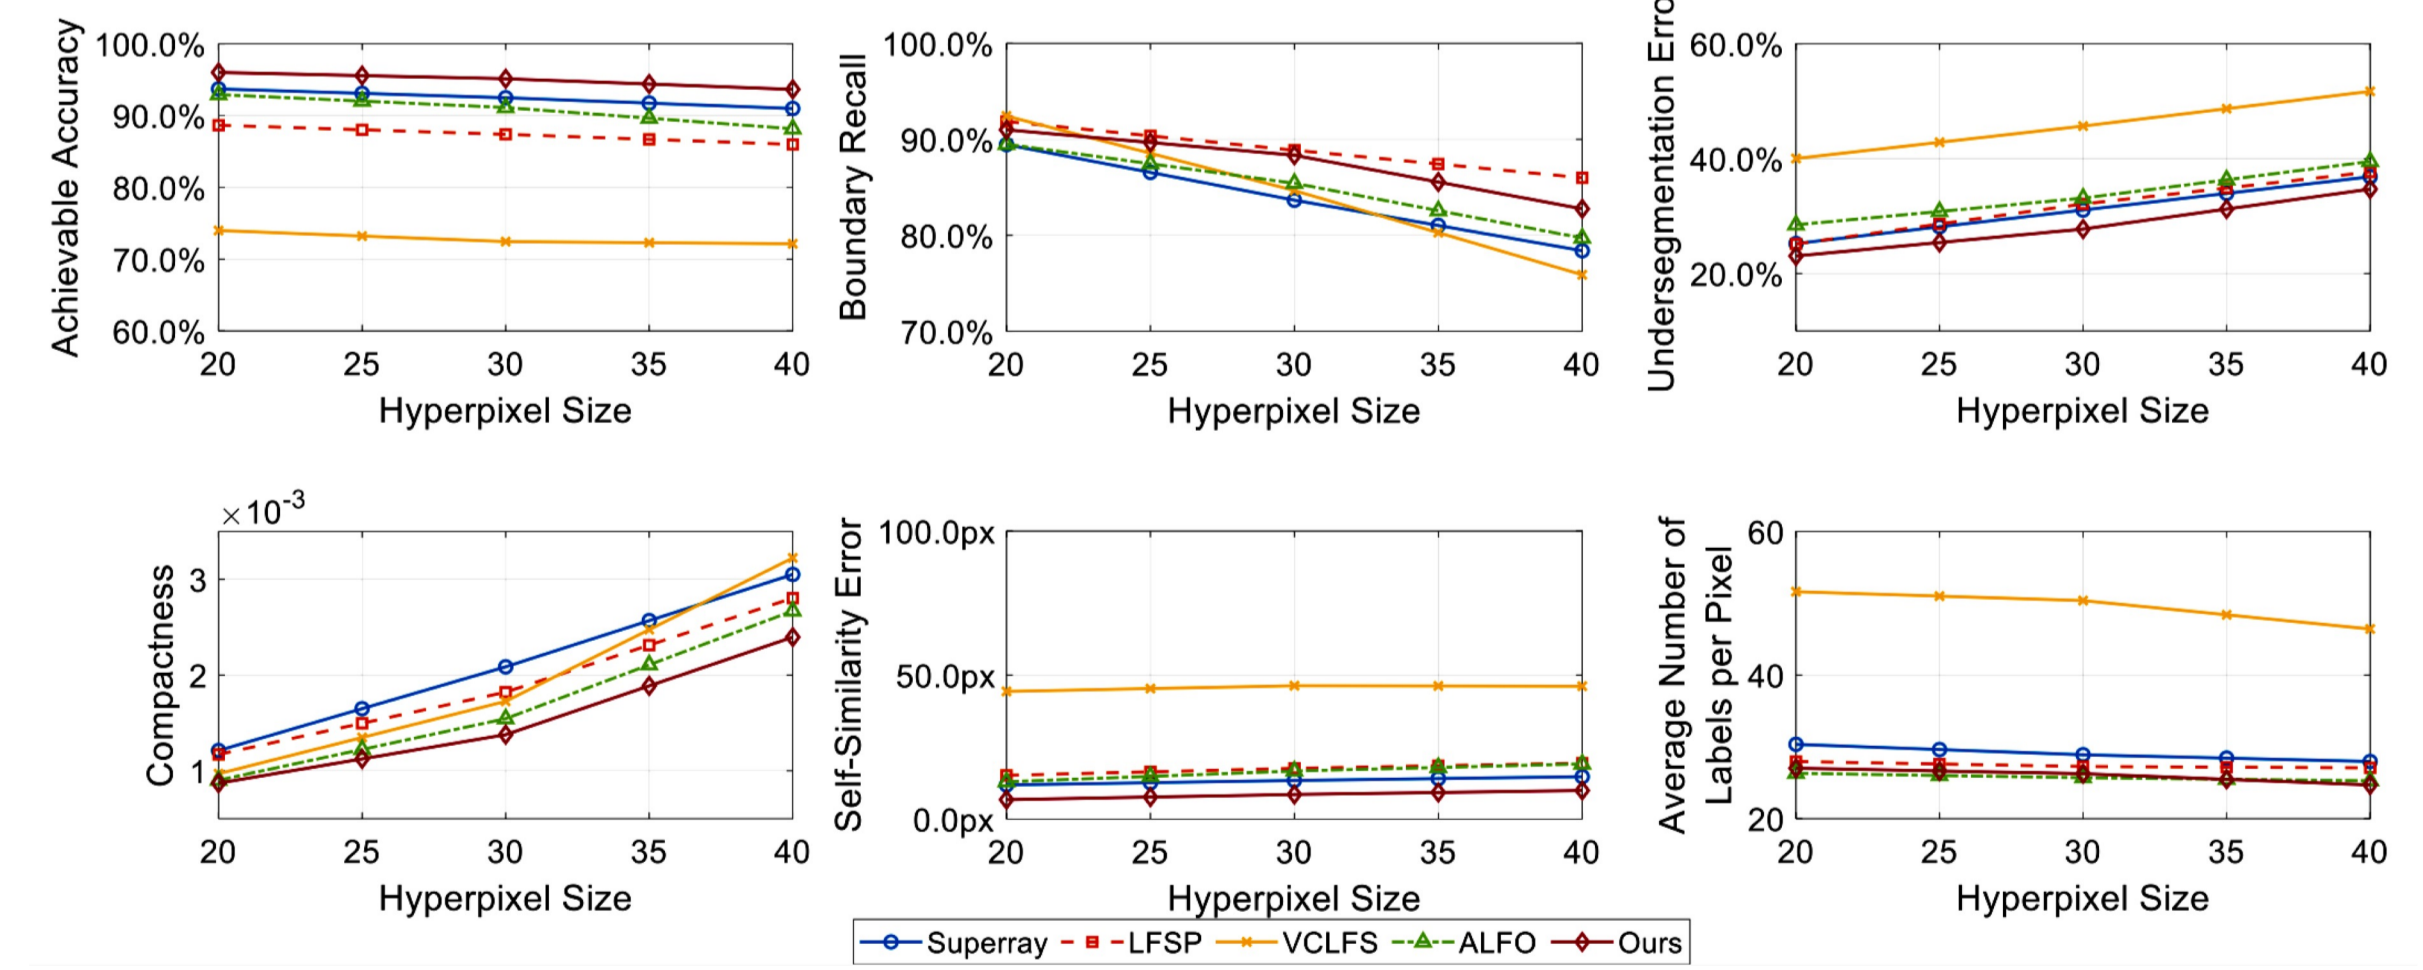 Achievable Accuracy
100.0%
90.0%
80.0%
70.0%
60.0%
20 25 30 35 40
Hyperpixel Size
Boundary Recall
100.0%
90.0%
80.0%
70.0%
20 25 30 35 40
Hyperpixel Size
Undersegmentation Erro
60.0%
40.0%
20.0%
20 25 30 35 40
Hyperpixel Size
Compactness
×10-3
3
2
1
20 25 30 35 40
Hyperpixel Size
Self-Similarity Error
100.0px
50.0px
0.0px
20 25 30 35 40
Hyperpixel Size
Average Number of
Labels per Pixel
60
40
20
20 25 30 35 40
Hyperpixel Size
Superray LFSP VCLFS ALFO Ours